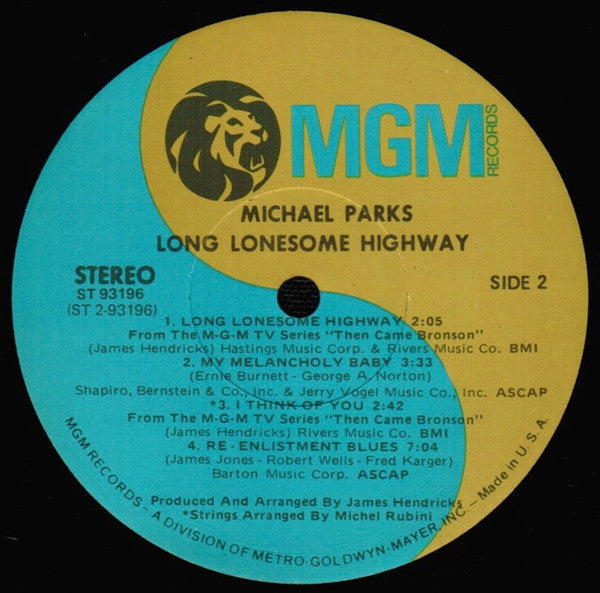 MGM
RECORDS
MICHAEL PARKS
LONG LONESOME HIGHWAY
STEREO
ST 93196
(ST 2-93196)
SIDE 2
1. LONG LONESOME HIGHWAY 2:05
From The M-G-M TV Series "Then Came Bronson"
(James Hendricks) Hastings Music Corp. & Rivers Music Co. BMI
2. MY MELANCHOLY BABY 3:33
(Ernie Burnett - George A. Norton)
Shapiro, Bernstein & Co., Inc. & Jerry Vogel Music Co., Inc. ASCAP
*3. I THINK OF YOU 2:42
From The M-G-M TV Series "Then Came Bronson"
(James Hendricks) Rivers Music Co. BMI
4. RE-ENLISTMENT BLUES 7:04
(James Jones - Robert Wells - Fred Karger)
Barton Music Corp. ASCAP
Produced And Arranged By James Hendricks
*Strings Arranged By Michel Rubini
MGM RECORDS - A DIVISION OF METRO-GOLDWYN-MAYER, INC. - Made in U.S.A.